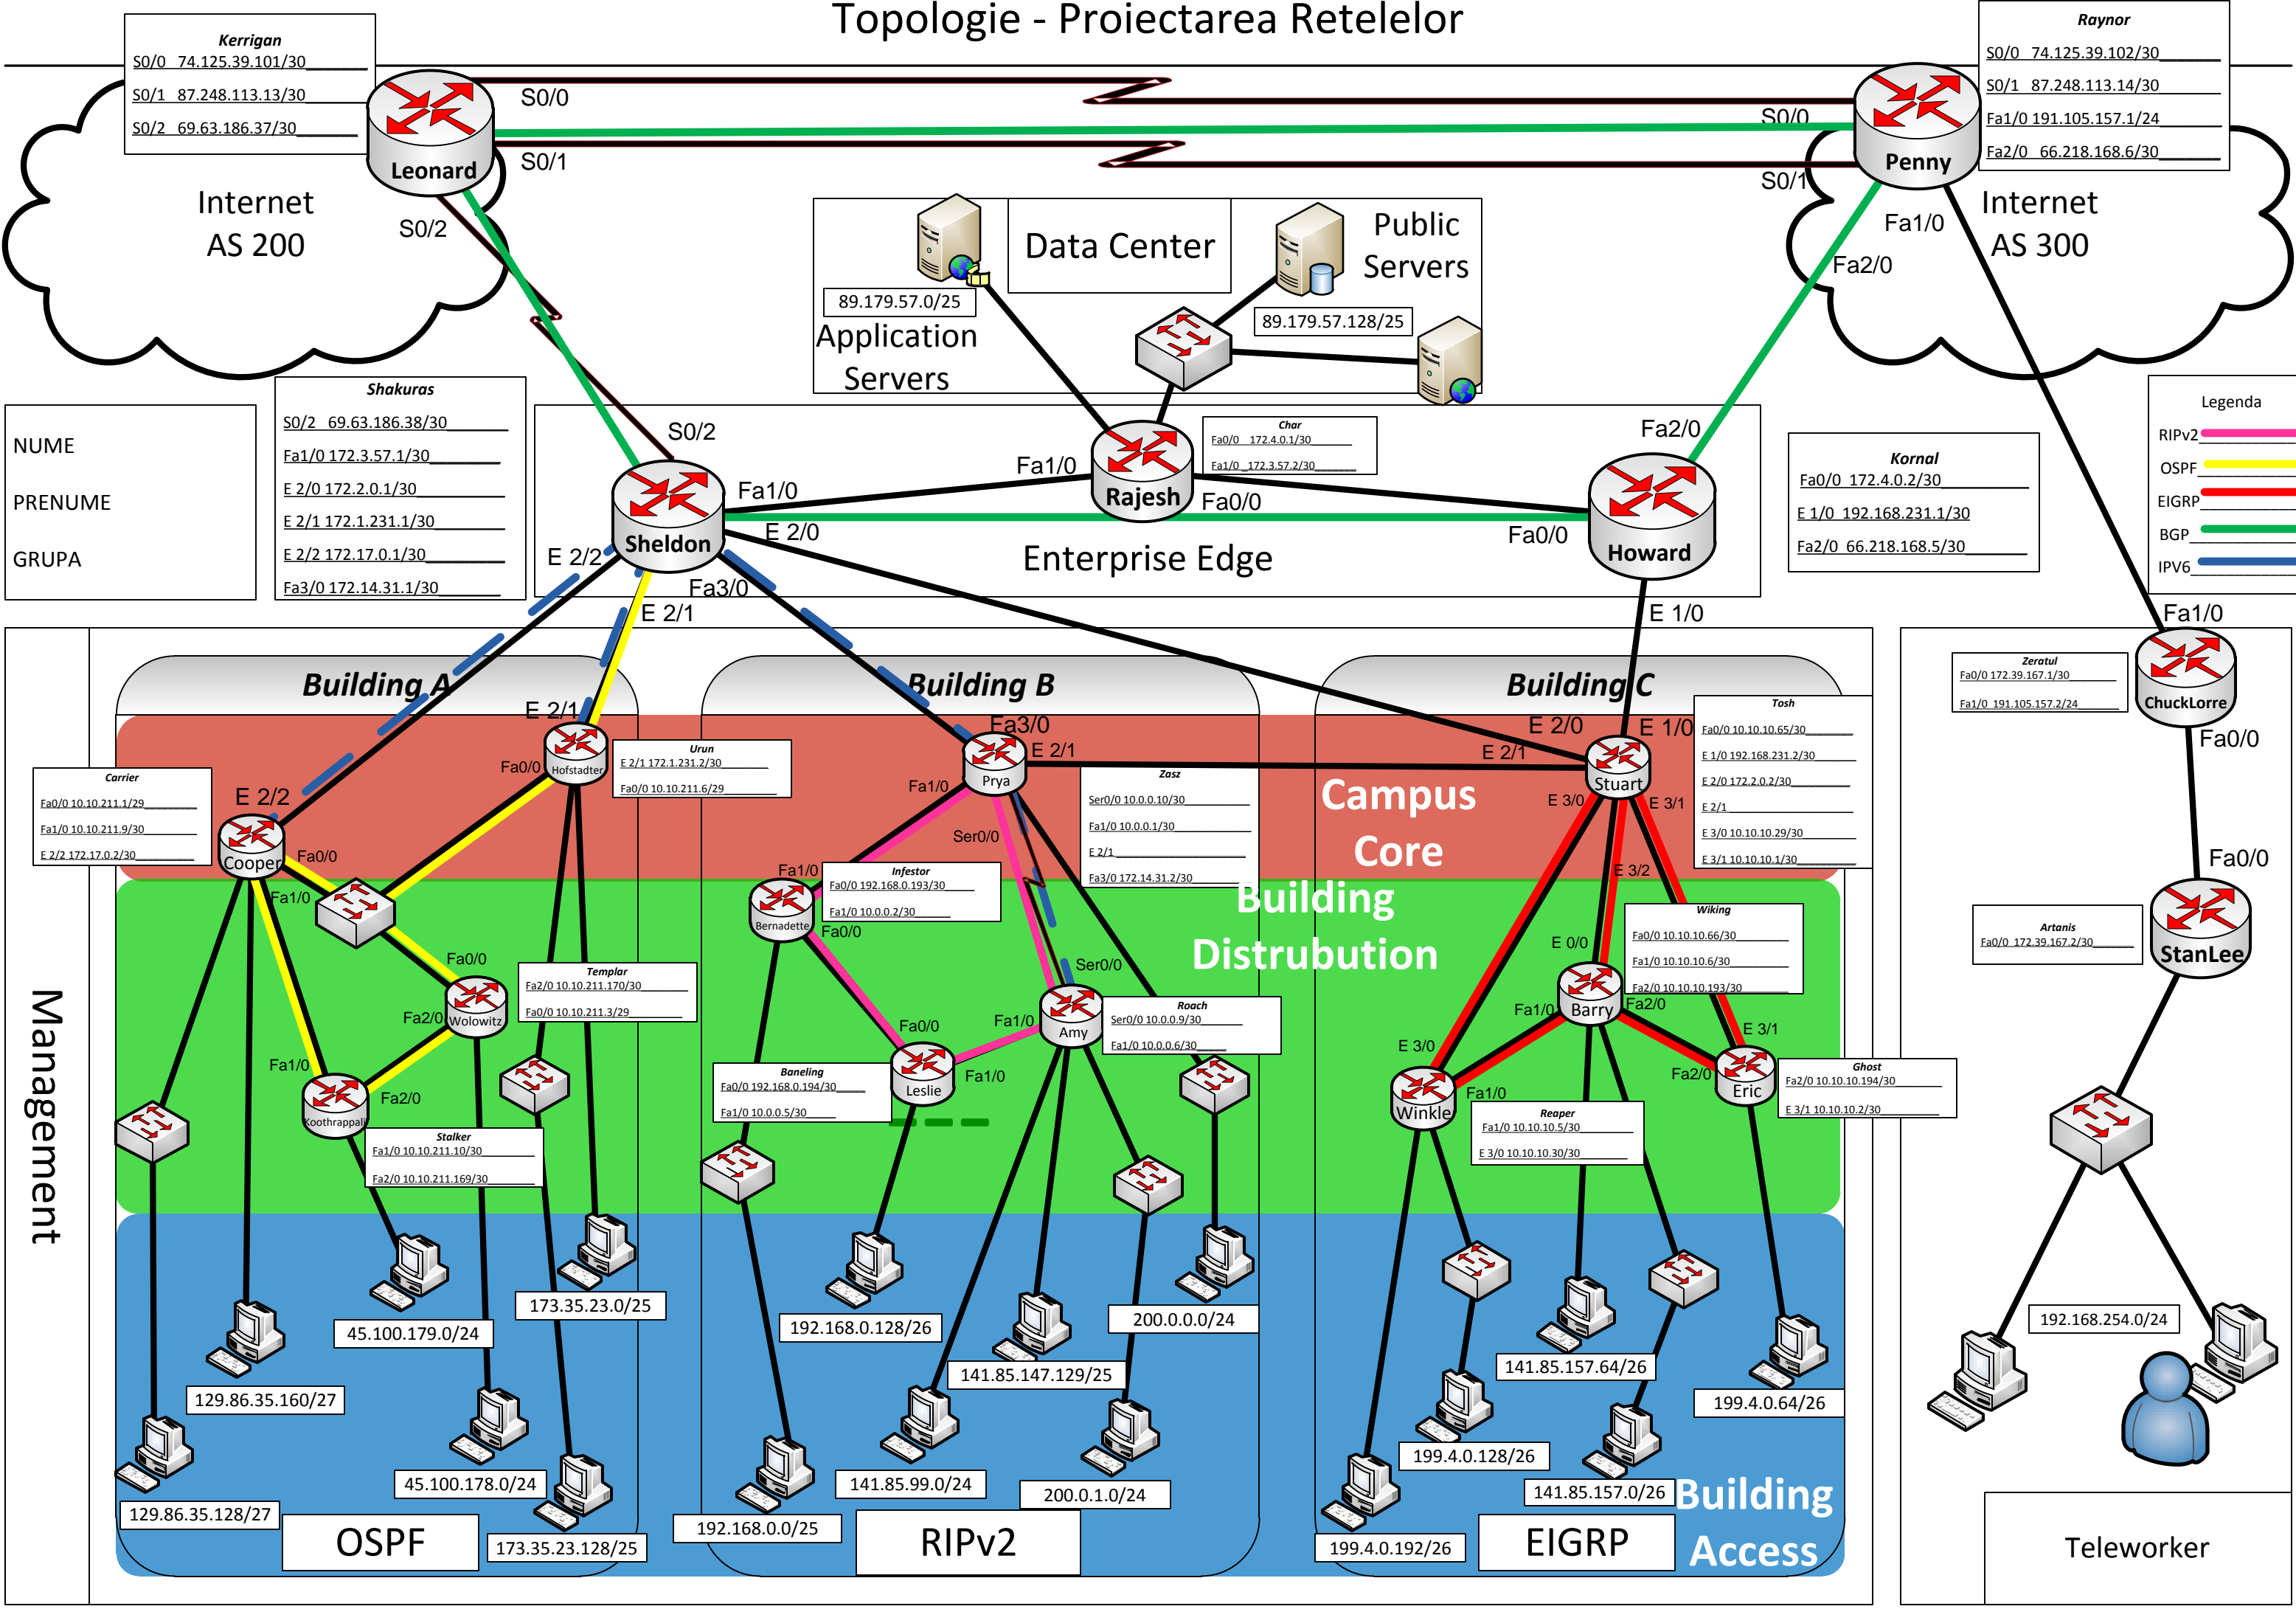 Topologie - Proiectarea Retelelor
Kerrigan
S0/0 74.125.39.101/30
S0/1 87.248.113.13/30
S0/2 69.63.186.37/30
Raynor
S0/0 74.125.39.102/30
S0/1 87.248.113.14/30
Fa1/0 191.105.157.1/24
Fa2/0 66.218.168.6/30
Leonard
S0/0
S0/1
S0/2
Penny
S0/0
S0/1
Fa1/0
Fa2/0
Internet
AS 200
Internet
AS 300
Data Center
Public
Servers
89.179.57.0/25
Application
Servers
89.179.57.128/25
NUME
PRENUME
GRUPA
Shakuras
S0/2 69.63.186.38/30
Fa1/0 172.3.57.1/30
E 2/0 172.2.0.1/30
E 2/1 172.1.231.1/30
E 2/2 172.17.0.1/30
Fa3/0 172.14.31.1/30
Char
Fa0/0 172.4.0.1/30
Fa1/0 172.3.57.2/30
Kornal
Fa0/0 172.4.0.2/30
E 1/0 192.168.231.1/30
Fa2/0 66.218.168.5/30
Legenda
RIPv2
OSPF
EIGRP
BGP
IPV6
S0/2
Sheldon
Fa1/0
E 2/0
E 2/2
E 2/1
Fa3/0
Fa1/0
Rajesh
Fa0/0
Fa2/0
Fa0/0
Howard
E 1/0
Enterprise Edge
Management
Building A
Building B
Building C
Campus
Core
Building
Distrubution
Building
Access
Carrier
Fa0/0 10.10.211.1/29
Fa1/0 10.10.211.9/30
E 2/2 172.17.0.2/30
E 2/2
Cooper
Fa0/0
Fa1/0
E 2/1
Fa0/0
Hofstadter
Urun
E 2/1 172.1.231.2/30
Fa0/0 10.10.211.6/29
Fa0/0
Wolowitz
Fa2/0
Templar
Fa2/0 10.10.211.170/30
Fa0/0 10.10.211.3/29
Fa1/0
Koothrappali
Fa2/0
Stalker
Fa1/0 10.10.211.10/30
Fa2/0 10.10.211.169/30
129.86.35.160/27
129.86.35.128/27
45.100.179.0/24
45.100.178.0/24
173.35.23.0/25
173.35.23.128/25
OSPF
Fa3/0
E 2/1
Prya
Fa1/0
Ser0/0
Zasz
Ser0/0 10.0.0.10/30
Fa1/0 10.0.0.1/30
E 2/1
Fa3/0 172.14.31.2/30
Fa1/0
Bernadette
Fa0/0
Infestor
Fa0/0 192.168.0.193/30
Fa1/0 10.0.0.2/30
Ser0/0
Fa1/0
Amy
Roach
Ser0/0 10.0.0.9/30
Fa1/0 10.0.0.6/30
Fa0/0
Leslie
Fa1/0
Baneling
Fa0/0 192.168.0.194/30
Fa1/0 10.0.0.5/30
192.168.0.128/26
192.168.0.0/25
141.85.147.129/25
141.85.99.0/24
200.0.0.0/24
200.0.1.0/24
RIPv2
E 2/1
E 2/0
E 1/0
Stuart
E 3/0
E 3/1
E 3/2
Tosh
Fa0/0 10.10.10.65/30
E 1/0 192.168.231.2/30
E 2/0 172.2.0.2/30
E 2/1
E 3/0 10.10.10.29/30
E 3/1 10.10.10.1/30
E 0/0
Fa1/0
Barry
Fa2/0
Wiking
Fa0/0 10.10.10.66/30
Fa1/0 10.10.10.6/30
Fa2/0 10.10.10.193/30
E 3/0
Winkle
Fa1/0
Reaper
Fa1/0 10.10.10.5/30
E 3/0 10.10.10.30/30
E 3/1
Fa2/0
Eric
Ghost
Fa2/0 10.10.10.194/30
E 3/1 10.10.10.2/30
141.85.157.64/26
199.4.0.64/26
199.4.0.128/26
141.85.157.0/26
199.4.0.192/26
EIGRP
Fa1/0
ChuckLorre
Fa0/0
Zeratul
Fa0/0 172.39.167.1/30
Fa1/0 191.105.157.2/24
Fa0/0
StanLee
Artanis
Fa0/0 172.39.167.2/30
192.168.254.0/24
Teleworker